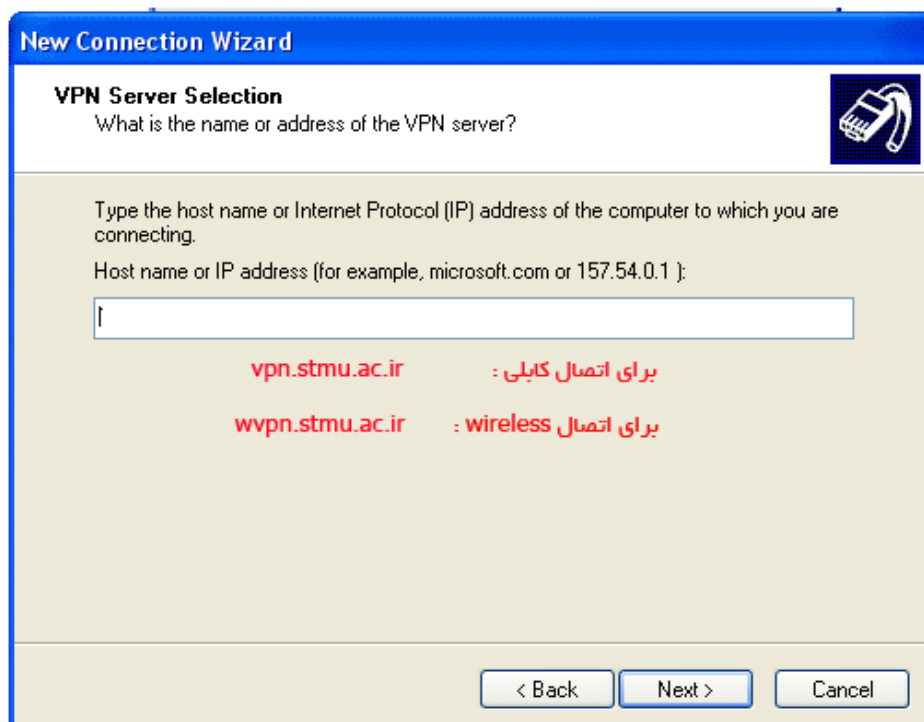 New Connection Wizard
VPN Server Selection
What is the name or address of the VPN server?
Type the host name or Internet Protocol (IP) address of the computer to which you are
connecting.
Host name or IP address (for example, microsoft.com or 157.54.0.1 ):
برای اتصال کابلی : vpn.stmu.ac.ir
برای اتصال wireless : wvpn.stmu.ac.ir
< Back Next > Cancel